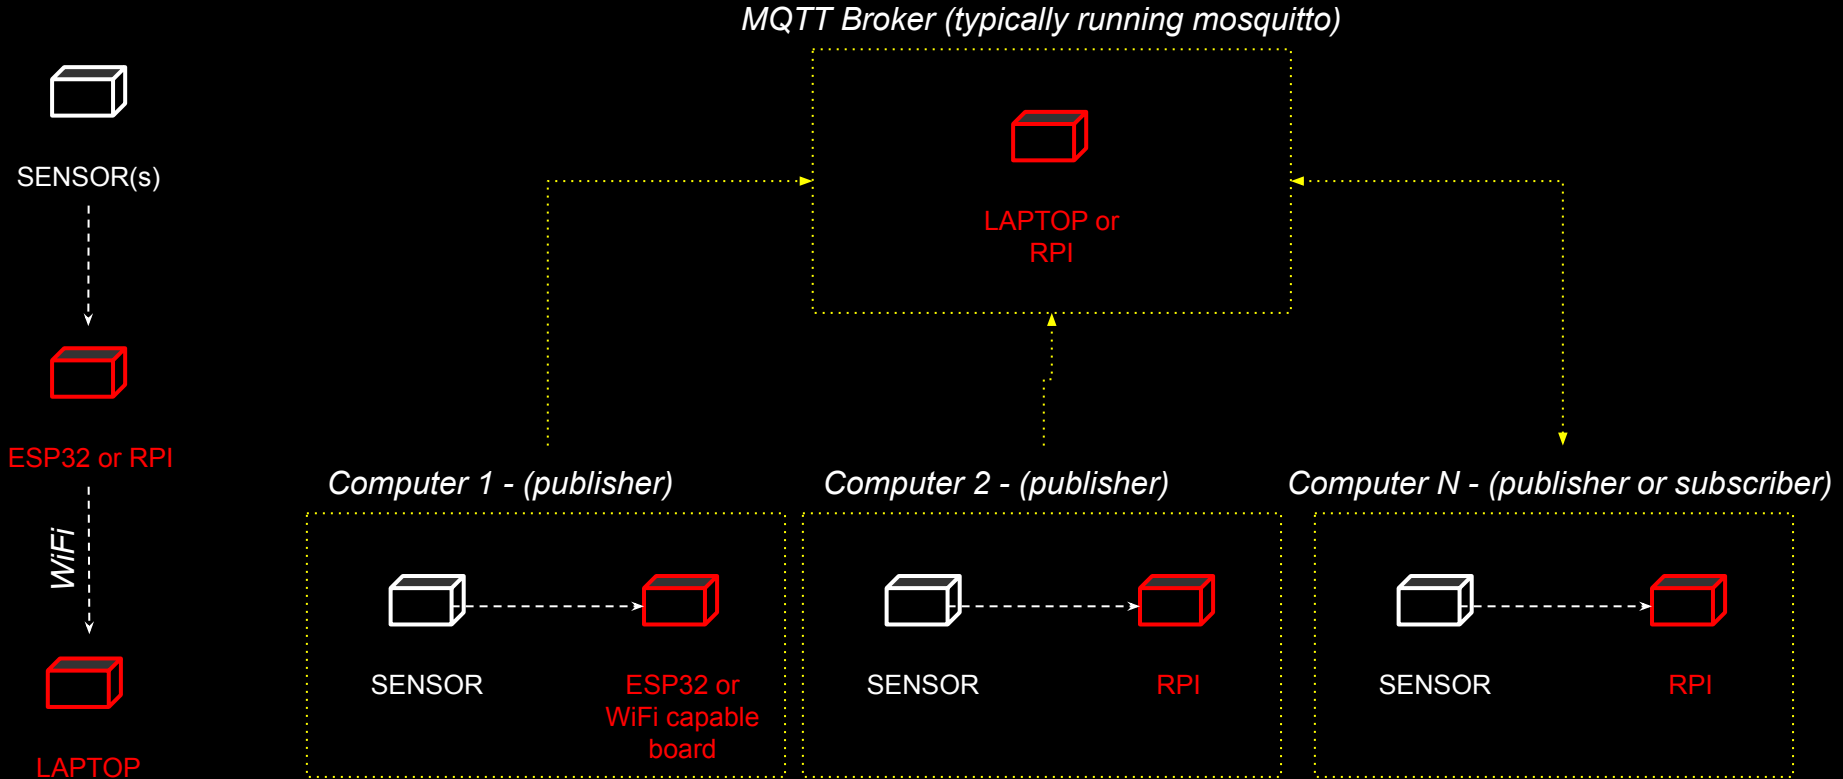 MQTT Broker (typically running mosquitto)
SENSOR(s)
ESP32 or RPI
WiFi
LAPTOP
LAPTOP or
RPI
Computer 1 - (publisher)
SENSOR
ESP32 or
WiFi capable
board
Computer 2 - (publisher)
SENSOR
RPI
Computer N - (publisher or subscriber)
SENSOR
RPI